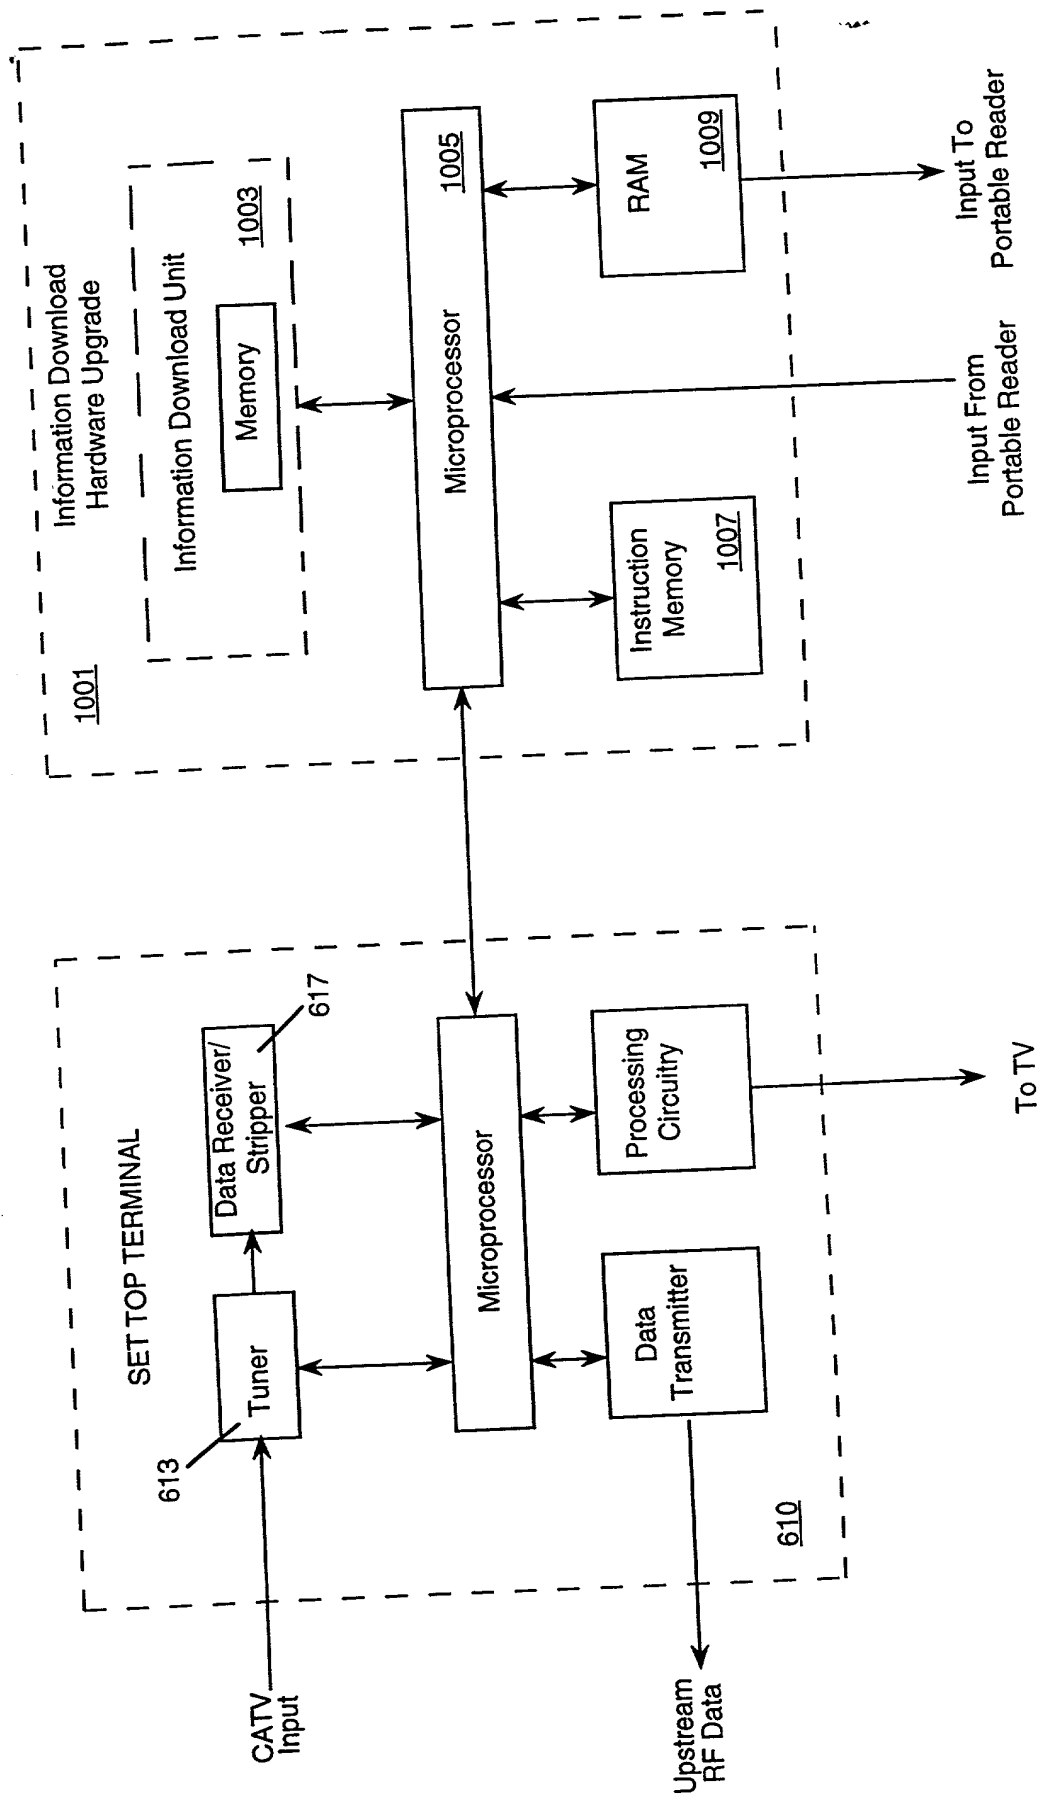 SET TOP TERMINAL
613
Tuner
Data Receiver/
Stripper
617
CATV
Input
Microprocessor
Data
Transmitter
Processing
Circuitry
610
Upstream
RF Data
To TV
Information Download
Hardware Upgrade
1001
Information Download Unit
Memory
1003
Microprocessor
1005
Instruction
Memory
1007
RAM
1009
Input From
Portable Reader
Input To
Portable Reader